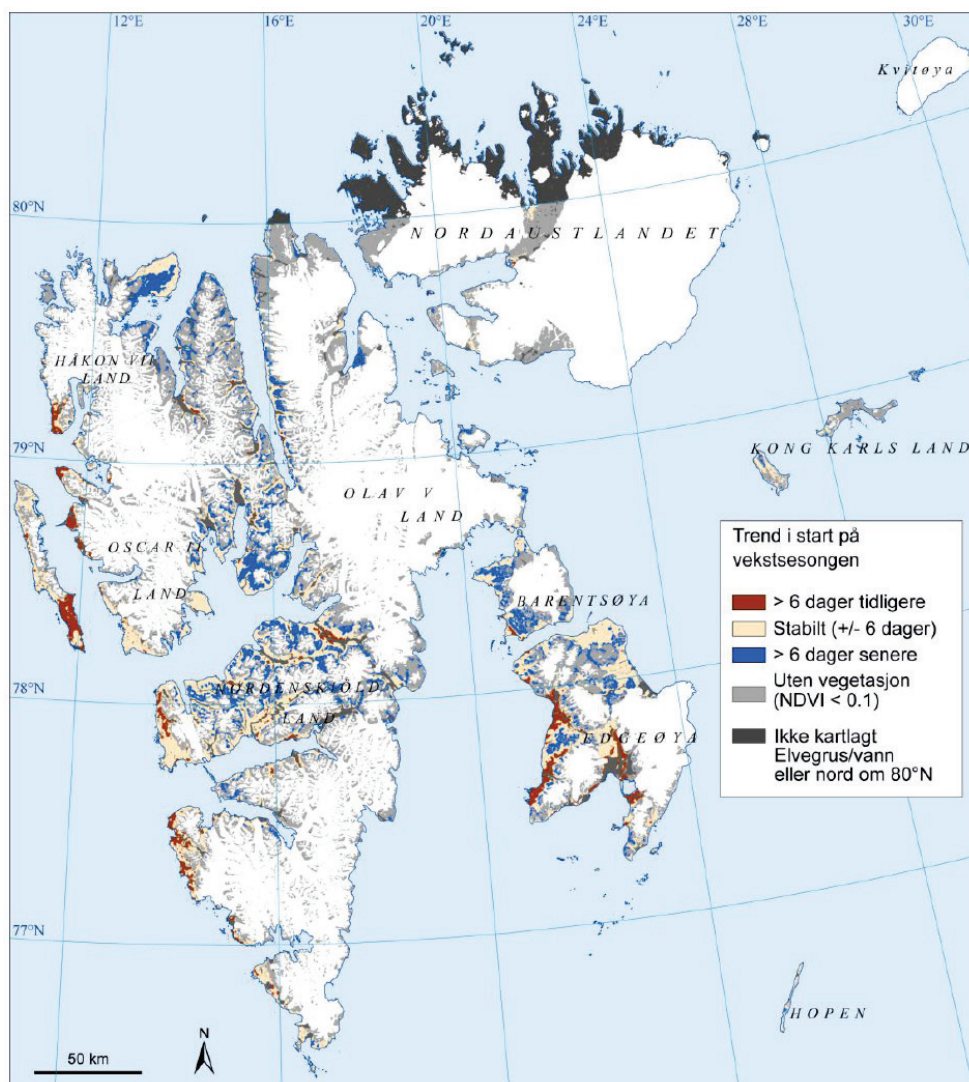 12°E
16°E
20°E
24°E
28°E
30°E
Kvitøya
80°N
NORDAUSTLANDET
HÅKON VII
LAND
79°N
KONG KARLS LAND
OLAV V
LAND
OSCAR II
LAND
BARENTSØYA
78°N
NORDENSKIÖLD
LAND
EDGEØYA
Trend i start på
vekstsesongen
> 6 dager tidligere
Stabilt (+/- 6 dager)
> 6 dager senere
Uten vegetasjon
(NDVI < 0.1)
Ikke kartlagt
Elvegrus/vann
eller nord om 80°N
77°N
HOPEN
N
50 km